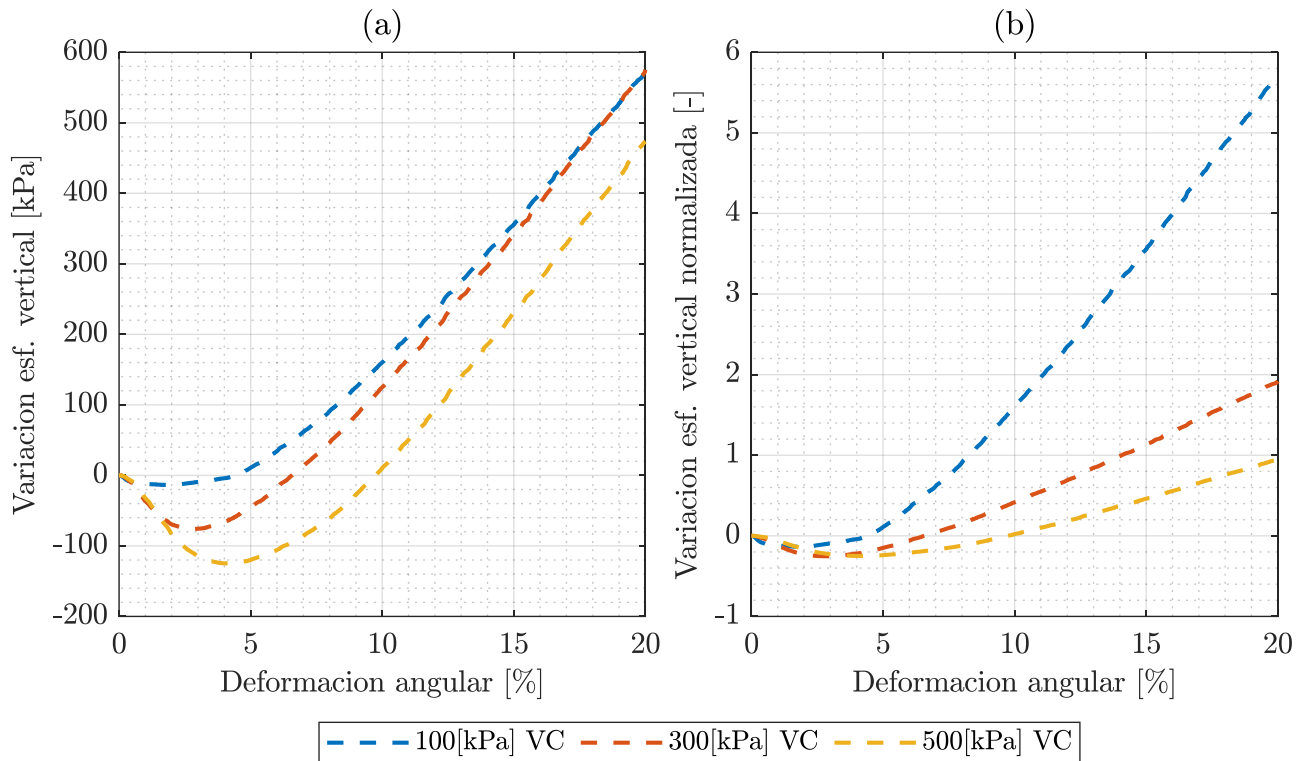 (a)
(b)
Variacion esf. vertical [kPa]
600
500
400
300
200
100
0
-100
-200
0 5 10 15 20
Deformacion angular [%]
Variacion esf. vertical normalizada [-]
6
5
4
3
2
1
0
-1
0 5 10 15 20
Deformacion angular [%]
100[kPa] VC 300[kPa] VC 500[kPa] VC